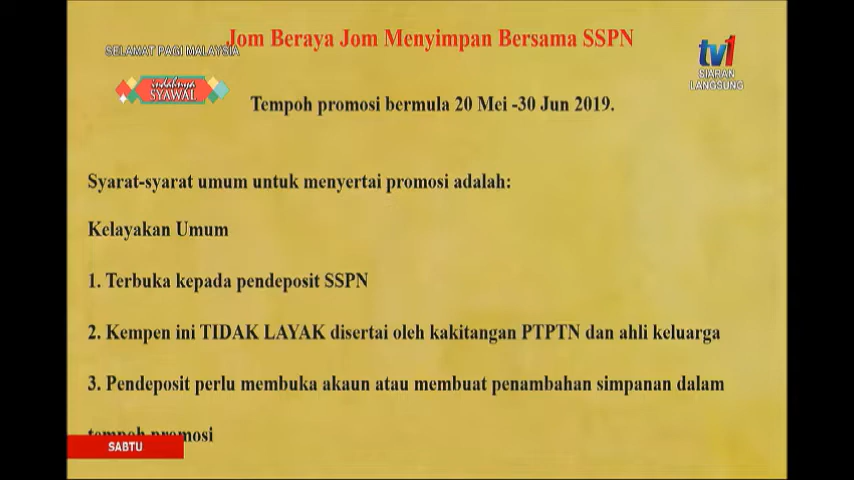 Jom Beraya Jom Menyimpan Bersama SSPN
SELAMAT PAGI MALAYSIA
tv1
SIARAN
LANGSUNG
indahnya
SYAWAL
Tempoh promosi bermula 20 Mei -30 Jun 2019.
Syarat-syarat umum untuk menyertai promosi adalah:
Kelayakan Umum
1. Terbuka kepada pendeposit SSPN
2. Kempen ini TIDAK LAYAK disertai oleh kakitangan PTPTN dan ahli keluarga
3. Pendeposit perlu membuka akaun atau membuat penambahan simpanan dalam
tempoh promosi
SABTU